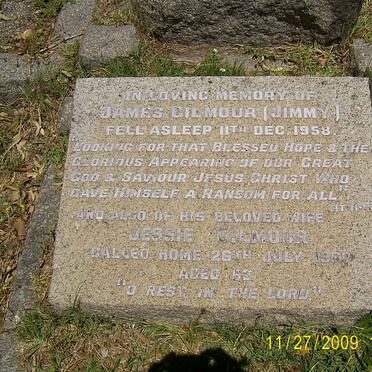 IN LOVING MEMORY OF
JAMES GILMOUR (JIMMY)
FELL ASLEEP 11TH DEC. 1958.
LOOKING FOR THAT BLESSED HOPE & THE
GLORIOUS APPEARING OF OUR GREAT
GOD & SAVIOUR JESUS CHRIST WHO
GAVE HIMSELF A RANSOM FOR ALL".
AND ALSO OF HIS BELOVED WIFE
JESSIE GILMOUR
CALLED HOME 26TH JULY
AGED
"O REST IN THE LORD"
11/27/2009